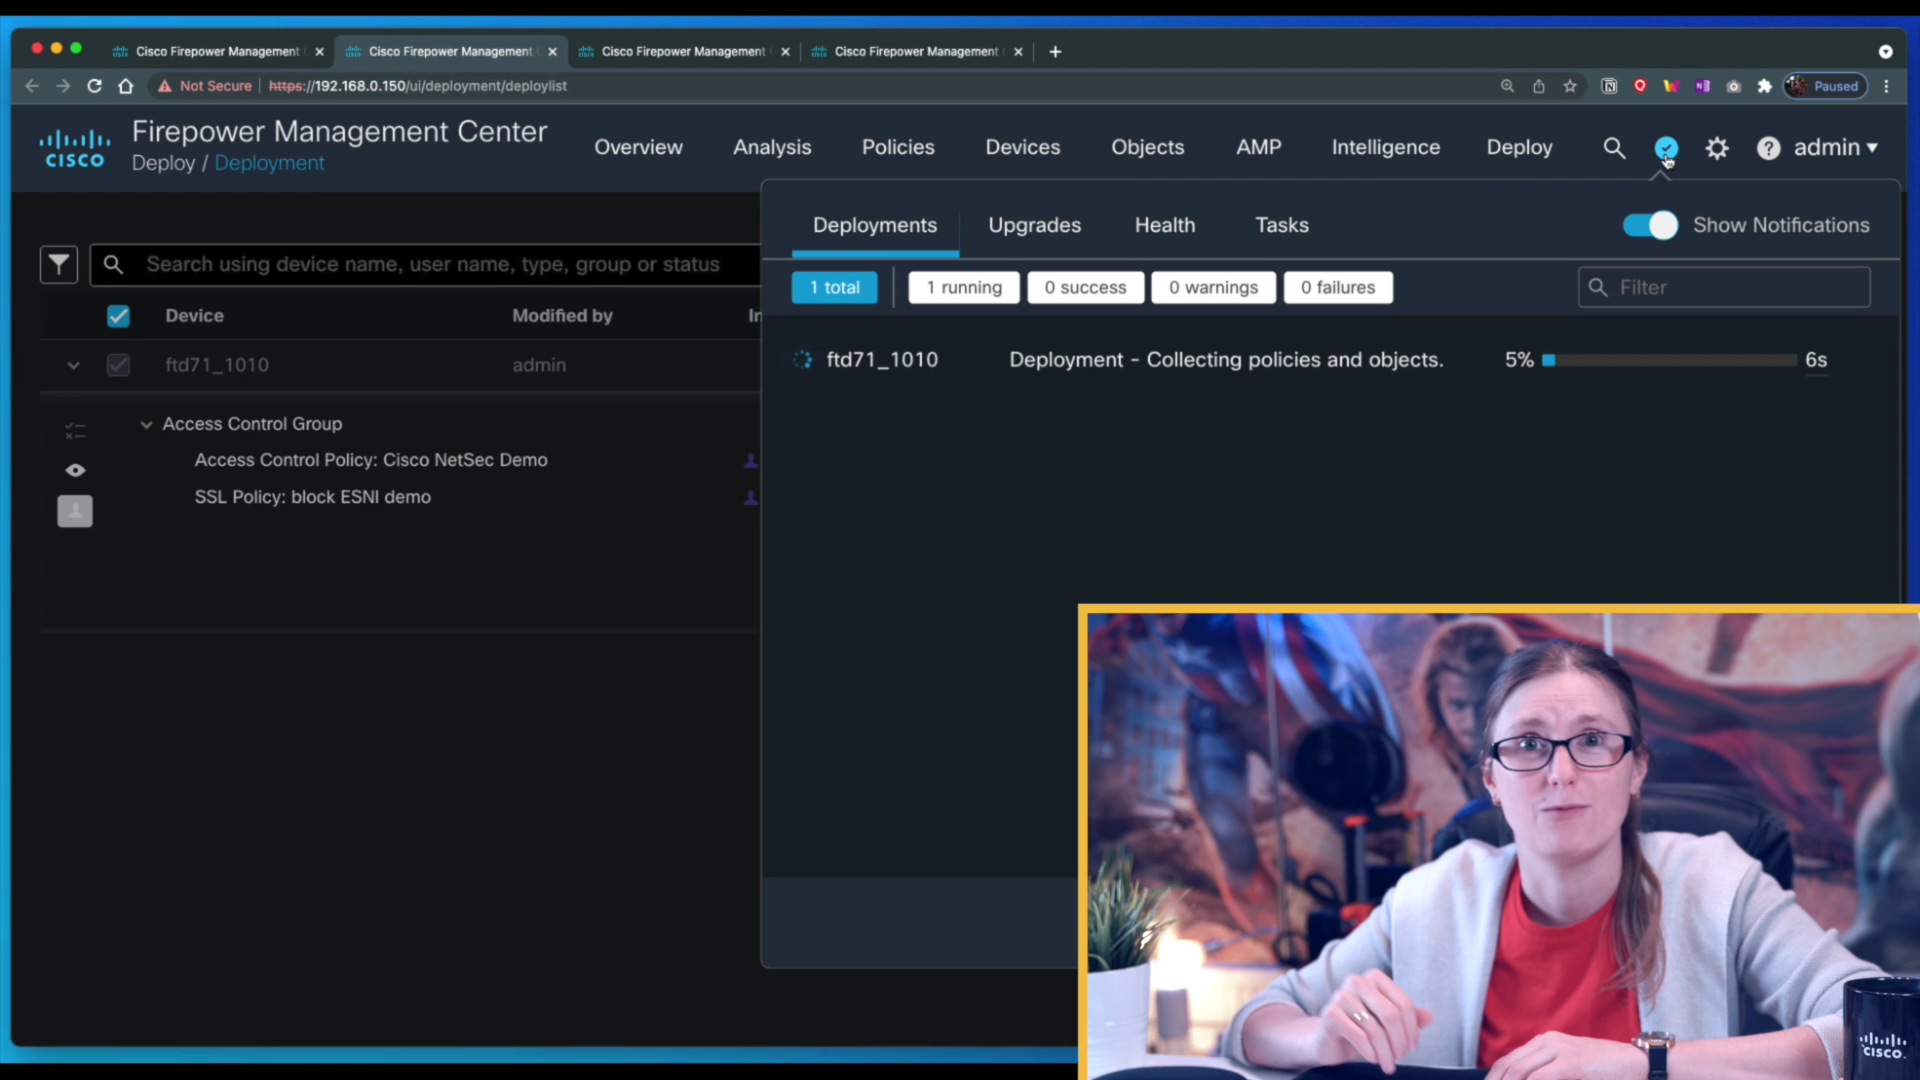 Cisco Firepower Management
Cisco Firepower Management
Cisco Firepower Management
Cisco Firepower Management
Not Secure
https://192.168.0.150/ui/deployment/deploylist
Paused
CISCO
Firepower Management Center
Deploy / Deployment
Overview
Analysis
Policies
Devices
Objects
AMP
Intelligence
Deploy
admin
Deployments
Upgrades
Health
Tasks
Show Notifications
1 total
1 running
0 success
0 warnings
0 failures
Filter
Search using device name, user name, type, group or status
Device
Modified by
In
ftd71_1010
admin
ftd71_1010
Deployment - Collecting policies and objects.
5%
6s
Access Control Group
Access Control Policy: Cisco NetSec Demo
SSL Policy: block ESNI demo
CISCO